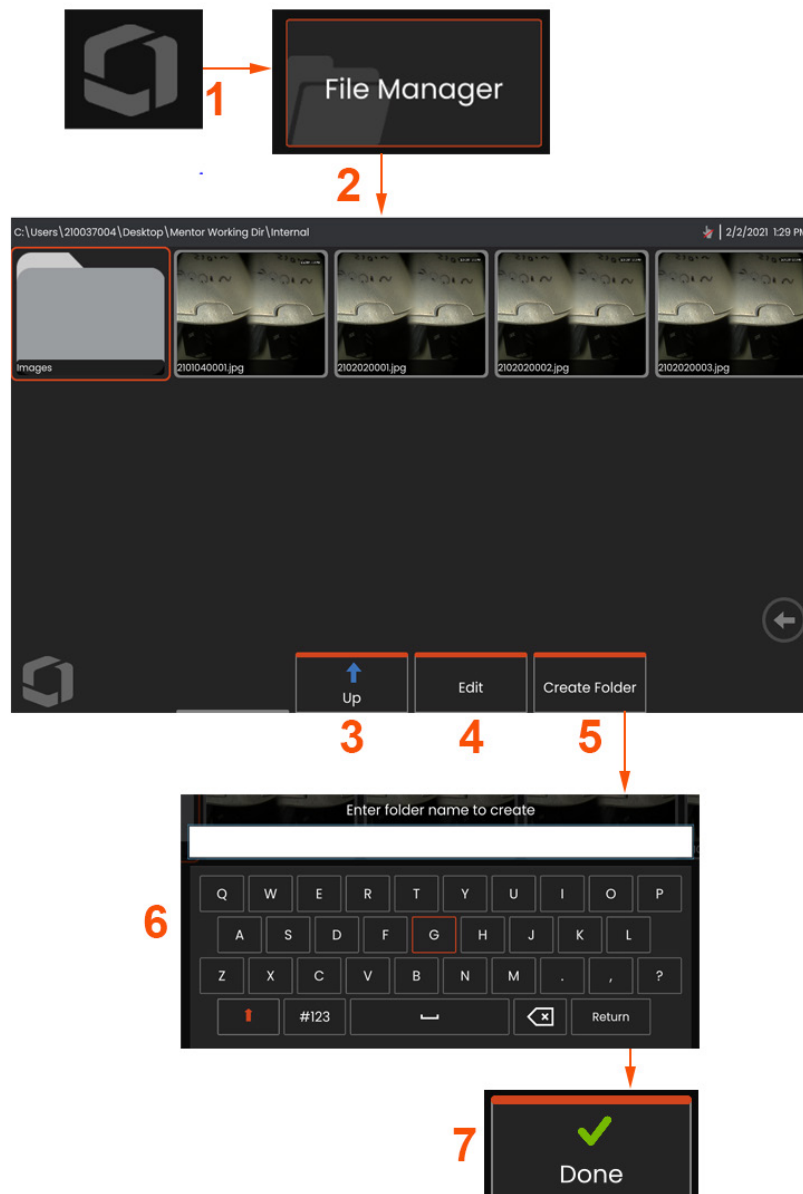 1
File Manager
2
C:\Users\210037004\Desktop\Mentor Working Dir\Internal
2/2/2021 1:29 PM
Images
2101040001.jpg
2102020001.jpg
2102020002.jpg
2102020003.jpg
Up
Edit
Create Folder
3
4
5
Enter folder name to create
6
Q W E R T Y U I O P
A S D F G H J K L
Z X C V B N M . , ?
#123
Return
7
Done